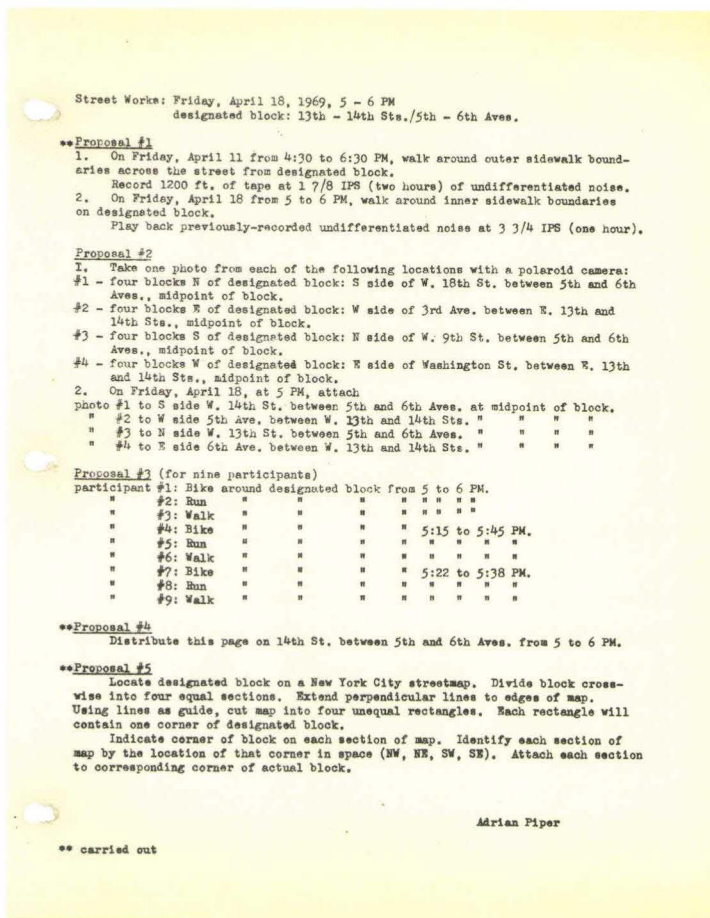 Street Works: Friday, April 18, 1969, 5 - 6 PM
designated block: 13th - 14th Sts./5th - 6th Aves.
**Proposal #1
1. On Friday, April 11 from 4:30 to 6:30 PM, walk around outer sidewalk bound-
aries across the street from designated block.
Record 1200 ft. of tape at 1 7/8 IPS (two hours) of undifferentiated noise.
2. On Friday, April 18 from 5 to 6 PM, walk around inner sidewalk boundaries
on designated block.
Play back previously-recorded undifferentiated noise at 3 3/4 IPS (one hour).
Proposal #2
I. Take one photo from each of the following locations with a polaroid camera:
#1 - four blocks N of designated block: S side of W. 18th St. between 5th and 6th
Aves., midpoint of block.
#2 - four blocks E of designated block: W side of 3rd Ave. between E. 13th and
14th Sts., midpoint of block.
#3 - four blocks S of designated block: N side of W. 9th St. between 5th and 6th
Aves., midpoint of block.
#4 - four blocks W of designated block: E side of Washington St. between E. 13th
and 14th Sts., midpoint of block.
2. On Friday, April 18, at 5 PM, attach
photo #1 to S side W. 14th St. between 5th and 6th Aves. at midpoint of block.
" #2 to W side 5th Ave. between W. 13th and 14th Sts. " " " "
" #3 to N side W. 13th St. between 5th and 6th Aves. " " " "
" #4 to E side 6th Ave. between W. 13th and 14th Sts. " " " "
Proposal #3 (for nine participants)
participant #1: Bike around designated block from 5 to 6 PM.
" #2: Run " " " " " " "
" #3: Walk " " " " " " "
" #4: Bike " " " " 5:15 to 5:45 PM.
" #5: Run " " " " " " " "
" #6: Walk " " " " " " " "
" #7: Bike " " " " 5:22 to 5:38 PM.
" #8: Run " " " " " " " "
" #9: Walk " " " " " " " "
**Proposal #4
Distribute this page on 14th St. between 5th and 6th Aves. from 5 to 6 PM.
**Proposal #5
Locate designated block on a New York City streetmap. Divide block cross-
wise into four equal sections. Extend perpendicular lines to edges of map.
Using lines as guide, cut map into four unequal rectangles. Each rectangle will
contain one corner of designated block.
Indicate corner of block on each section of map. Identify each section of
map by the location of that corner in space (NW, NE, SW, SE). Attach each section
to corresponding corner of actual block.
Adrian Piper
** carried out